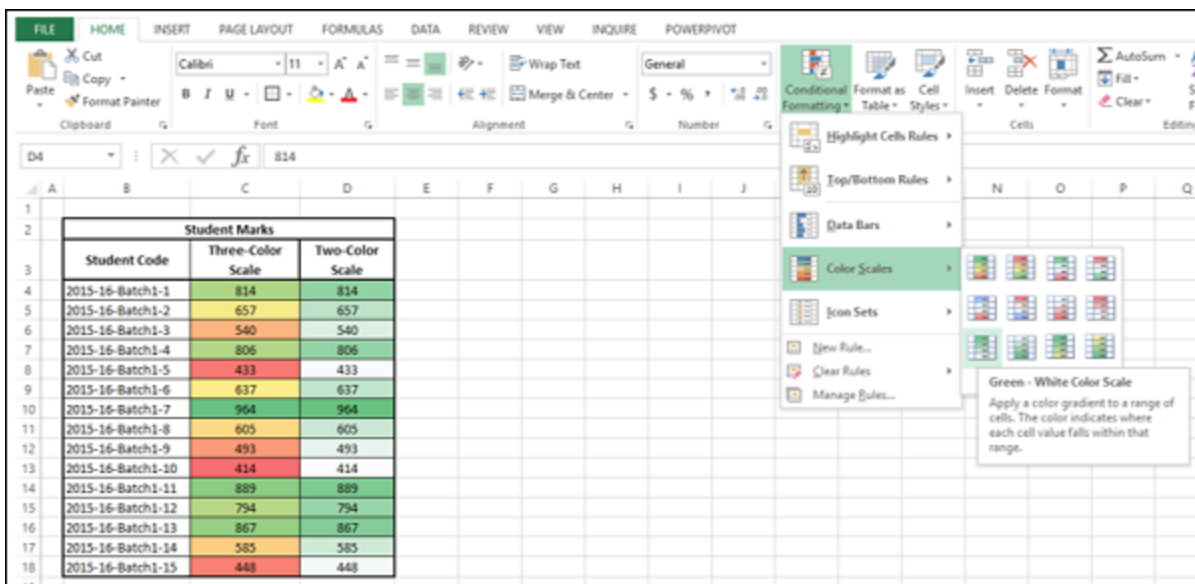 FILE HOME INSERT PAGE LAYOUT FORMULAS DATA REVIEW VIEW INQUIRE POWERPIVOT
Cut
Copy
Format Painter
Paste
Clipboard
Calibri 11 A A
B I U A
Font
Wrap Text
Merge & Center
Alignment
General
$ % ,
Number
Conditional Formatting
Format as Table
Cell Styles
Insert Delete Format
Cells
AutoSum
Fill
Clear
Editing
D4 fx 814
A B C D E F G H I J N O P Q
1
2 Student Marks
3 Student Code Three-Color Scale Two-Color Scale
4 2015-16-Batch1-1 814 814
5 2015-16-Batch1-2 657 657
6 2015-16-Batch1-3 540 540
7 2015-16-Batch1-4 806 806
8 2015-16-Batch1-5 433 433
9 2015-16-Batch1-6 637 637
10 2015-16-Batch1-7 964 964
11 2015-16-Batch1-8 605 605
12 2015-16-Batch1-9 493 493
13 2015-16-Batch1-10 414 414
14 2015-16-Batch1-11 889 889
15 2015-16-Batch1-12 794 794
16 2015-16-Batch1-13 867 867
17 2015-16-Batch1-14 585 585
18 2015-16-Batch1-15 448 448
Highlight Cells Rules
Top/Bottom Rules
Data Bars
Color Scales
Icon Sets
New Rule...
Clear Rules
Manage Rules...
Green - White Color Scale
Apply a color gradient to a range of
cells. The color indicates where
each cell value falls within that
range.